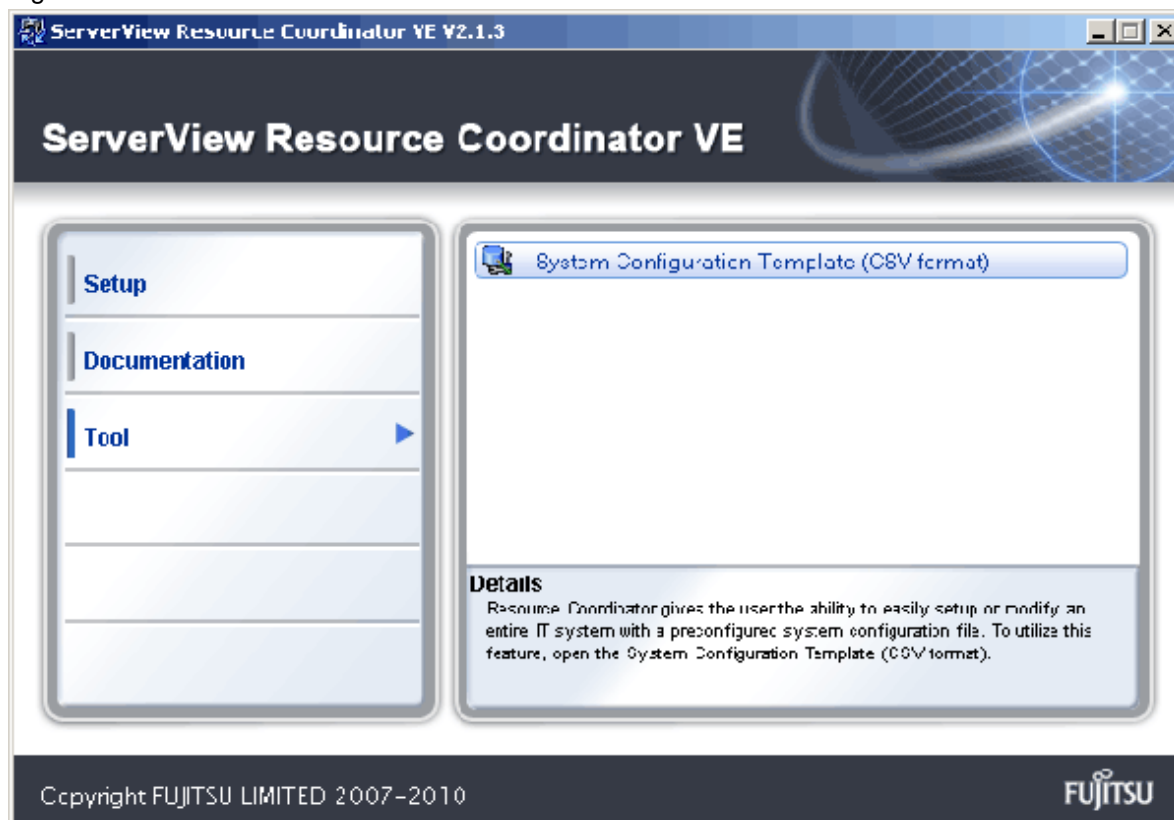 ServerView Resource Coordinator VE V2.1.3
ServerView Resource Coordinator VE
Setup
Documentation
Tool
System Configuration Template (CSV format)
Details
Resource Coordinator gives the user the ability to easily setup or modify an
entire IT system with a preconfigured system configuration file. To utilize this
feature, open the System Configuration Template (CSV format).
Copyright FUJITSU LIMITED 2007-2010
FUJITSU